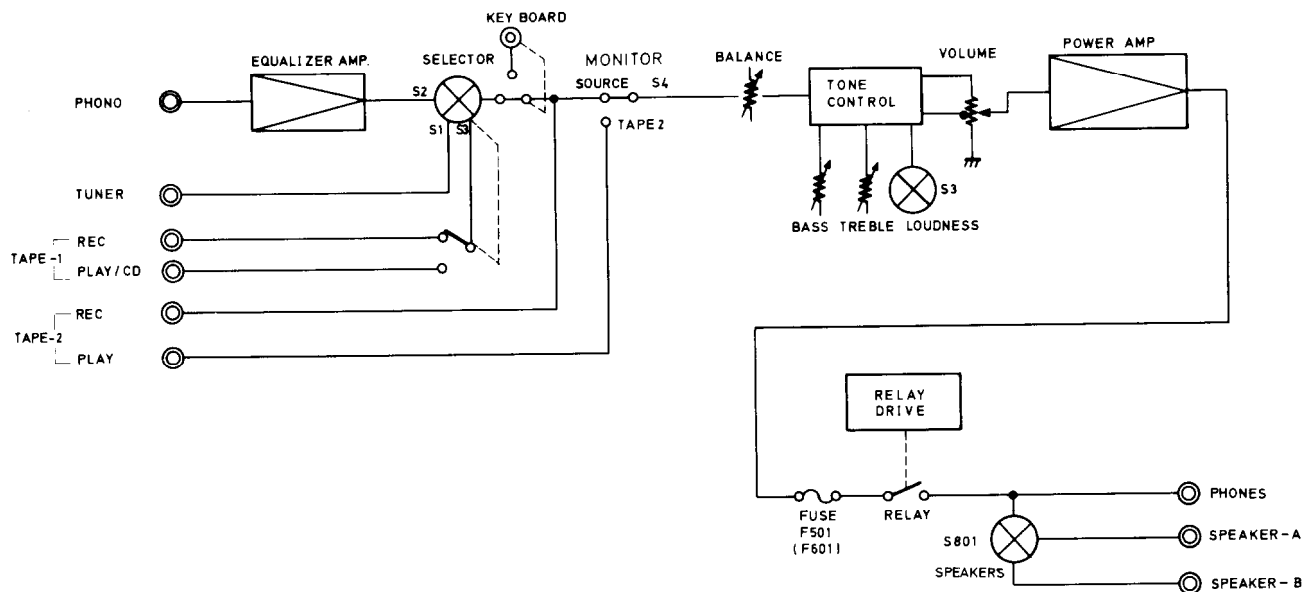 KEY BOARD
EQUALIZER AMP.
SELECTOR
MONITOR
SOURCE
S4
BALANCE
TONE
CONTROL
VOLUME
POWER AMP
PHONO
S2
S1
S3
TAPE2
TUNER
S3
BASS TREBLE LOUDNESS
TAPE-1
REC
PLAY/CD
TAPE-2
REC
PLAY
RELAY
DRIVE
FUSE
F501
(F601)
RELAY
PHONES
S801
SPEAKERS
SPEAKER-A
SPEAKER-B